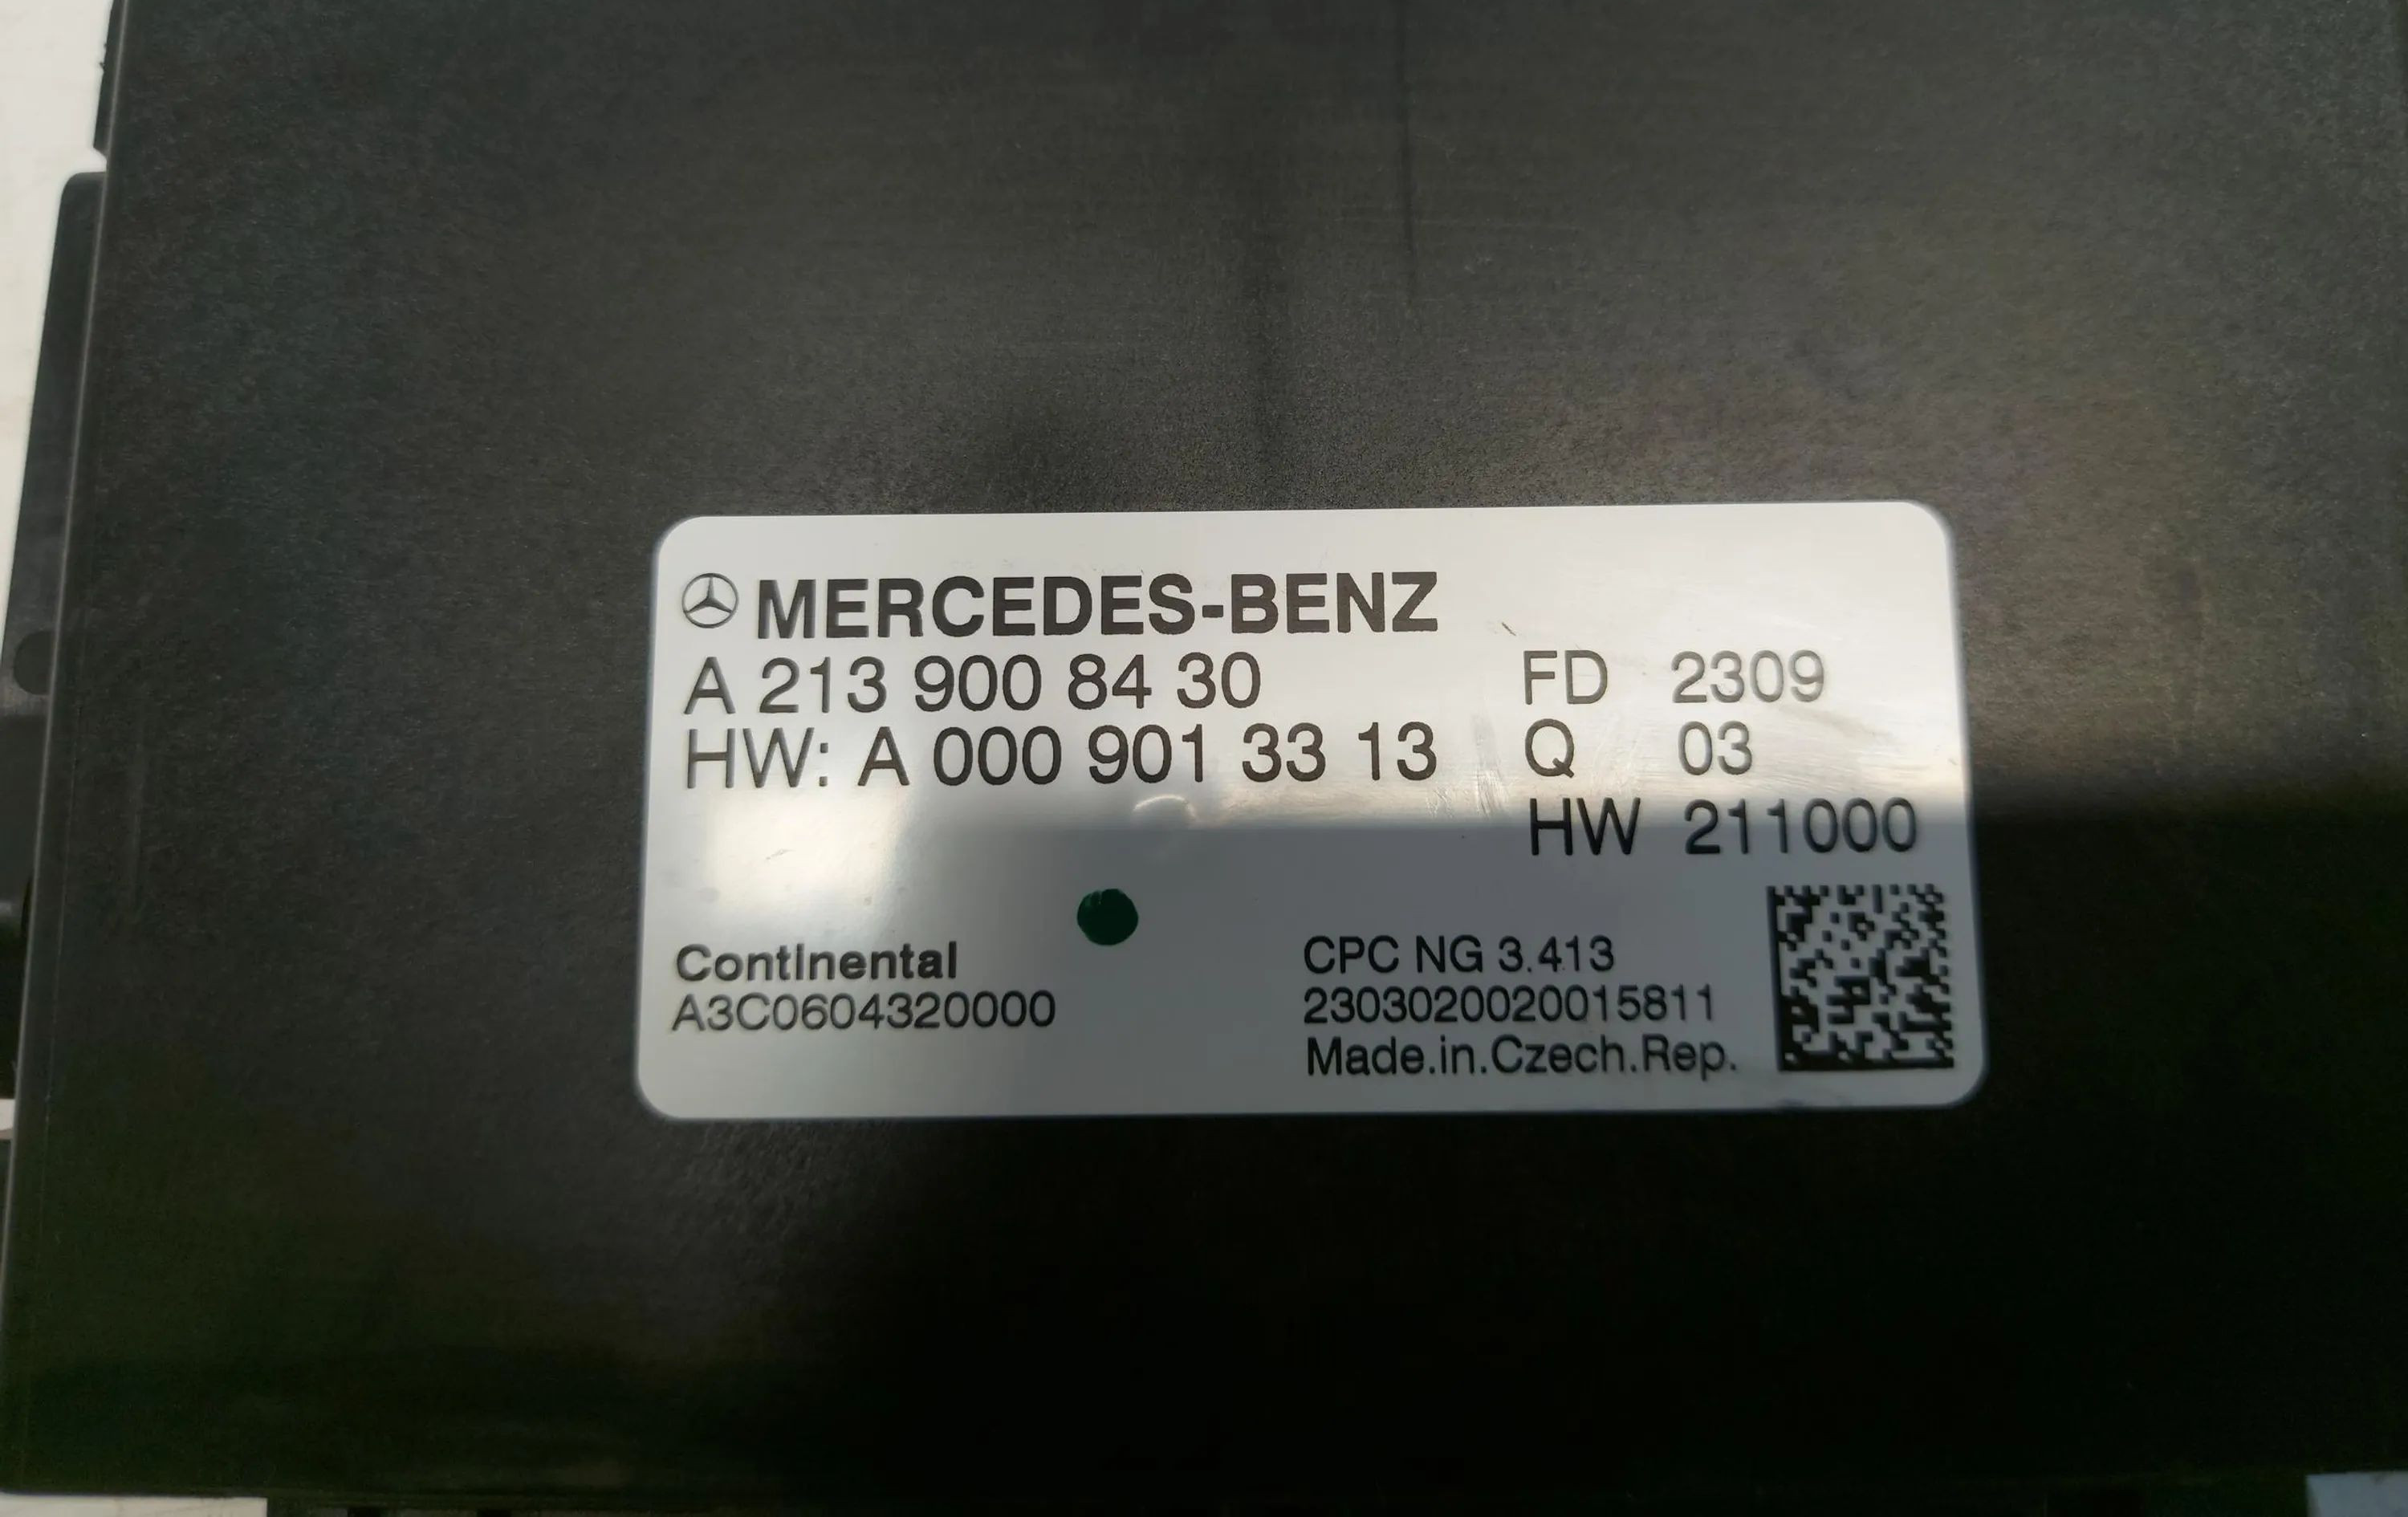 MERCEDES-BENZ
A 213 900 84 30 FD 2309
HW: A 000 901 33 13 Q 03
HW 211000
Continental CPC NG 3.413
A3C0604320000 2303020020015811
Made.in.Czech.Rep.